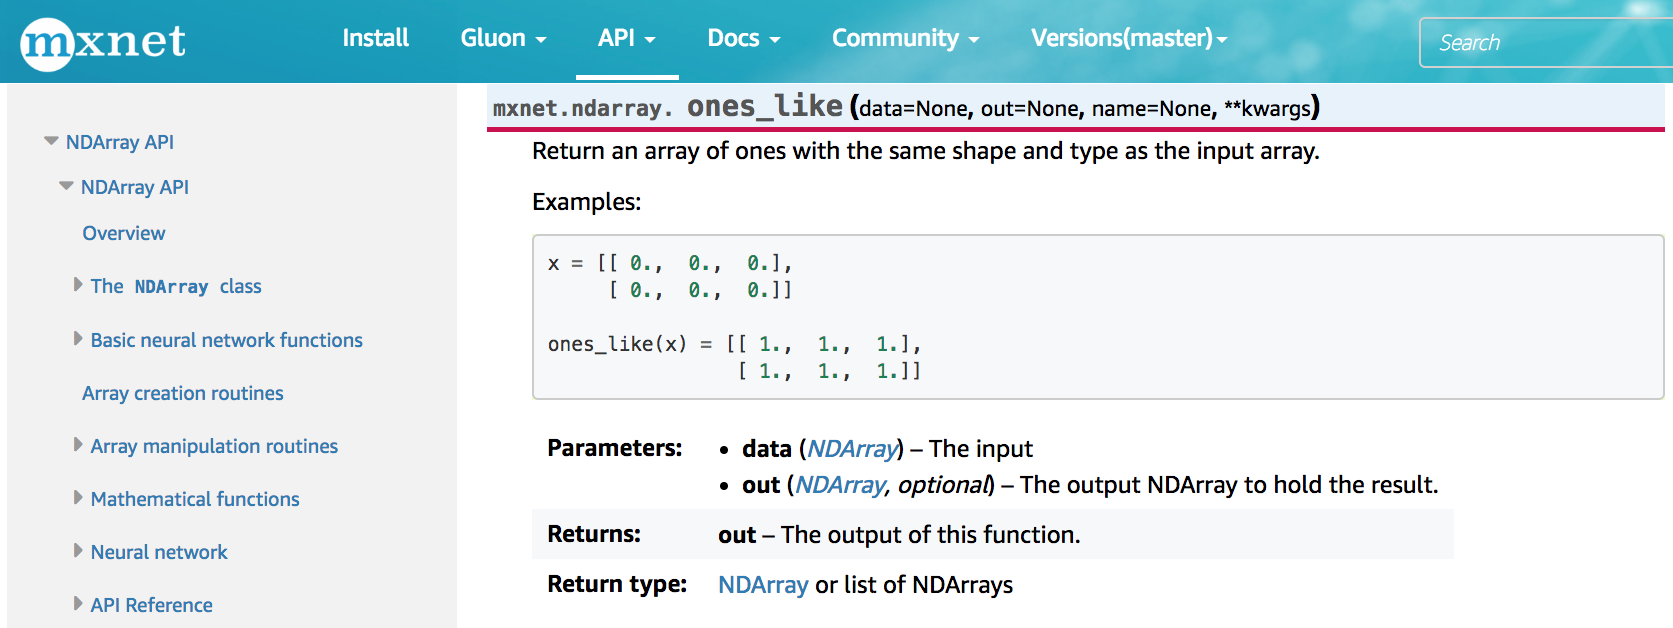 mxnet
Install Gluon API Docs Community Versions(master) Search
NDArray API
NDArray API
Overview
The NDArray class
Basic neural network functions
Array creation routines
Array manipulation routines
Mathematical functions
Neural network
API Reference
mxnet.ndarray. ones_like(data=None, out=None, name=None, **kwargs)
Return an array of ones with the same shape and type as the input array.
Examples:
x = [[ 0., 0., 0.],
[ 0., 0., 0.]]
ones_like(x) = [[ 1., 1., 1.],
[ 1., 1., 1.]]
Parameters: • data (NDArray) – The input
• out (NDArray, optional) – The output NDArray to hold the result.
Returns: out – The output of this function.
Return type: NDArray or list of NDArrays